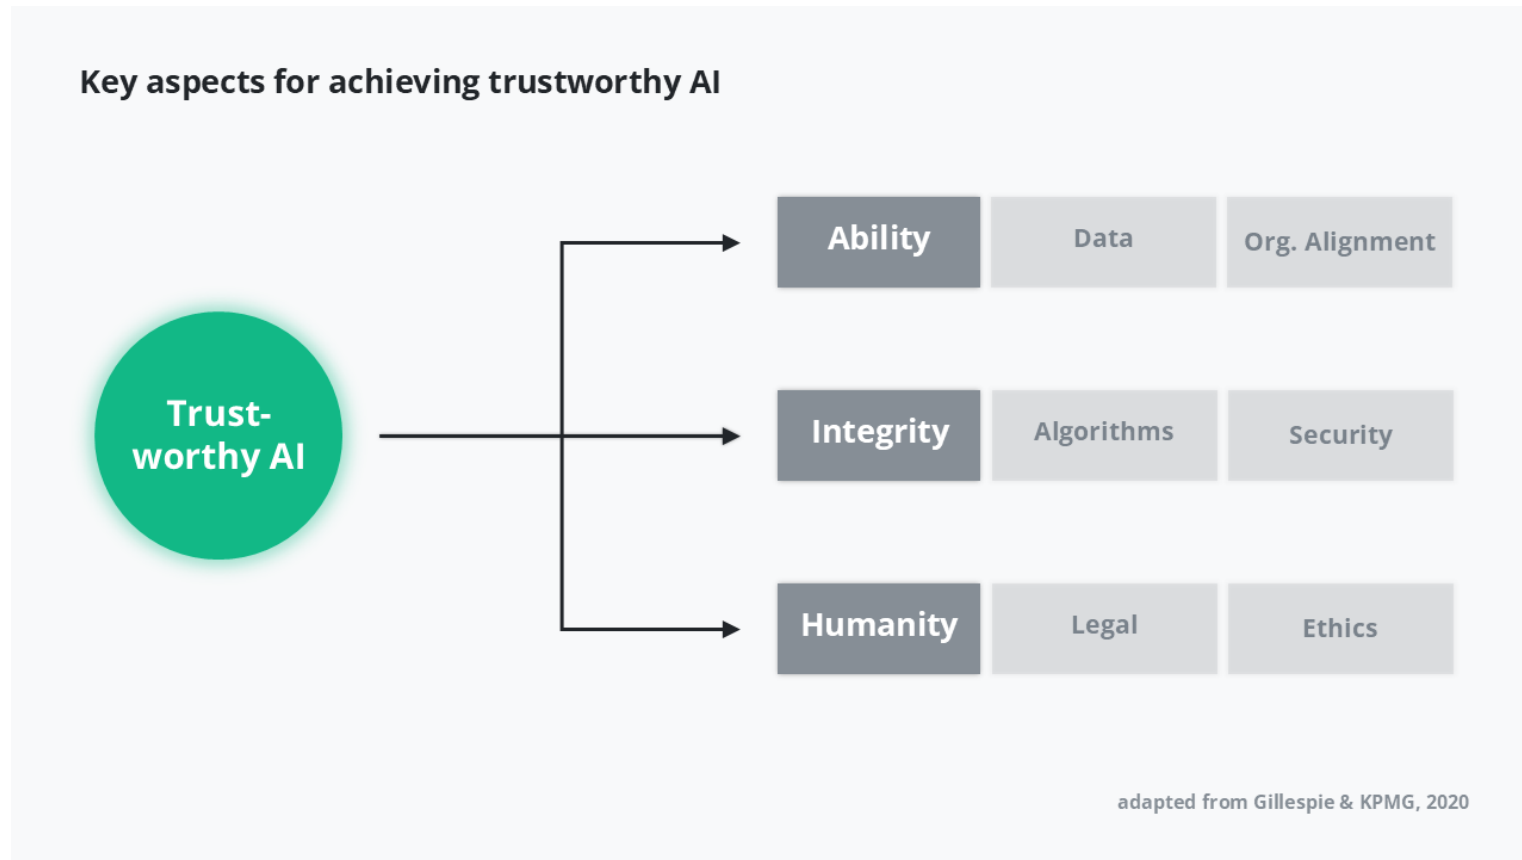 Key aspects for achieving trustworthy AI
Trust-
worthy AI
Ability
Data
Org. Alignment
Integrity
Algorithms
Security
Humanity
Legal
Ethics
adapted from Gillespie & KPMG, 2020